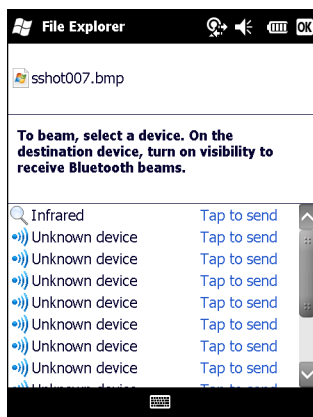 File Explorer OK
sshot007.bmp
To beam, select a device. On the
destination device, turn on visibility to
receive Bluetooth beams.
Infrared Tap to send
Unknown device Tap to send
Unknown device Tap to send
Unknown device Tap to send
Unknown device Tap to send
Unknown device Tap to send
Unknown device Tap to send
Unknown device Tap to send